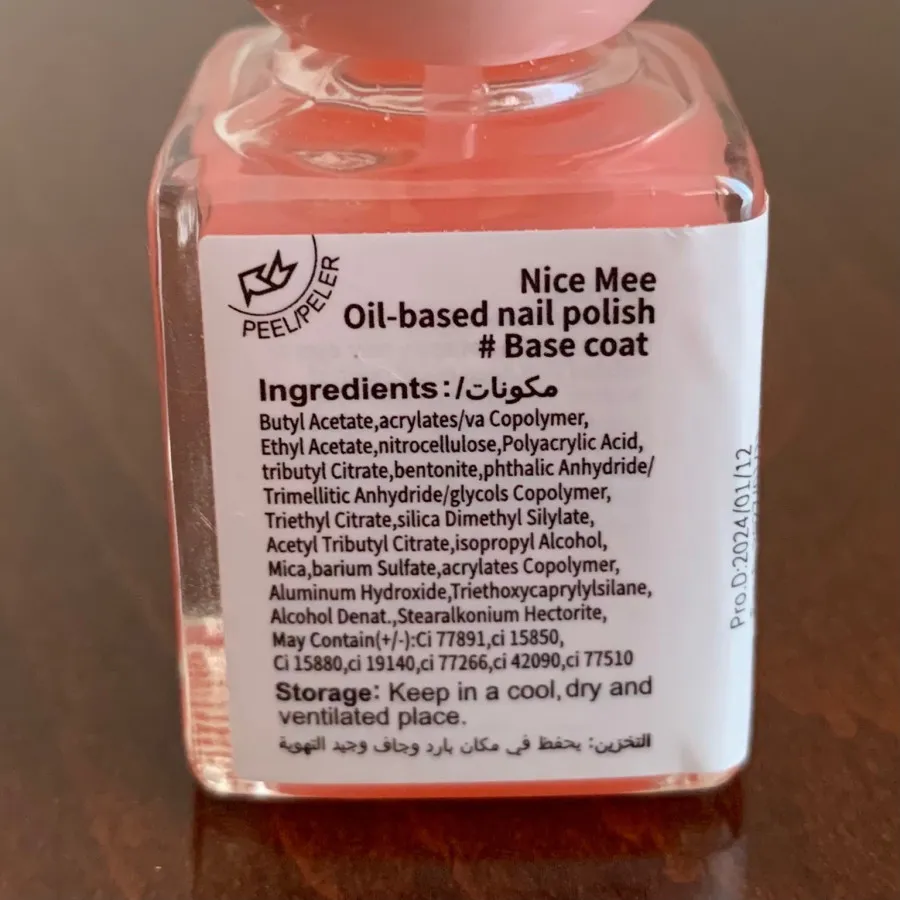 PEEL/PELER
Nice Mee
Oil-based nail polish
# Base coat
Ingredients:/مكونات
Butyl Acetate,acrylates/va Copolymer,
Ethyl Acetate,nitrocellulose,Polyacrylic Acid,
tributyl Citrate,bentonite,phthalic Anhydride/
Trimellitic Anhydride/glycols Copolymer,
Triethyl Citrate,silica Dimethyl Silylate,
Acetyl Tributyl Citrate,isopropyl Alcohol,
Mica,barium Sulfate,acrylates Copolymer,
Aluminum Hydroxide,Triethoxycaprylylsilane,
Alcohol Denat.,Stearalkonium Hectorite,
May Contain(+/-):Ci 77891,ci 15850,
Ci 15880,ci 19140,ci 77266,ci 42090,ci 77510
Storage: Keep in a cool,dry and
ventilated place.
التخزين: يحفظ في مكان بارد وجاف وجيد التهوية
Pro.D:2024/01/12